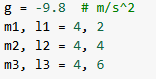 g = -9.8  # m/s^2
m1, l1 = 4, 2
m2, l2 = 4, 4
m3, l3 = 4, 6